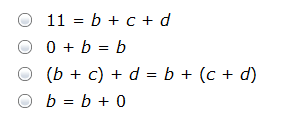 11 = b + c + d
0 + b = b
(b + c) + d = b + (c + d)
b = b + 0